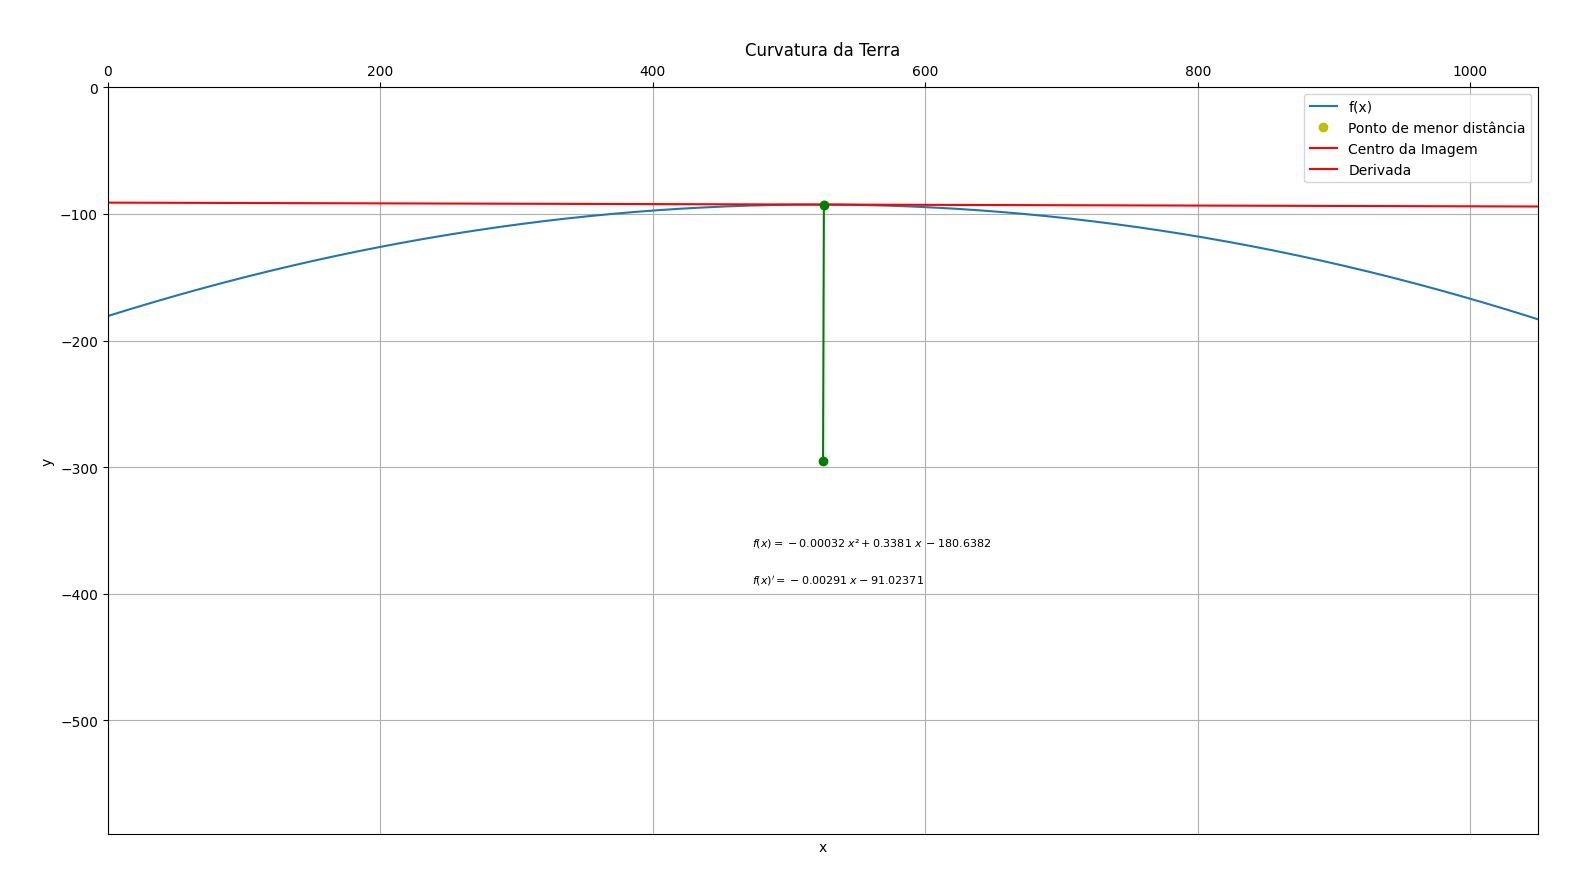 Curvatura da Terra
0 200 400 600 800 1000
0
f(x)
Ponto de menor distância
Centro da Imagem
Derivada
−100
−200
−300
−400
−500
y
f(x) = −0.00032 x² + 0.3381 x − 180.6382
f(x)′ = −0.00291 x − 91.02371
x